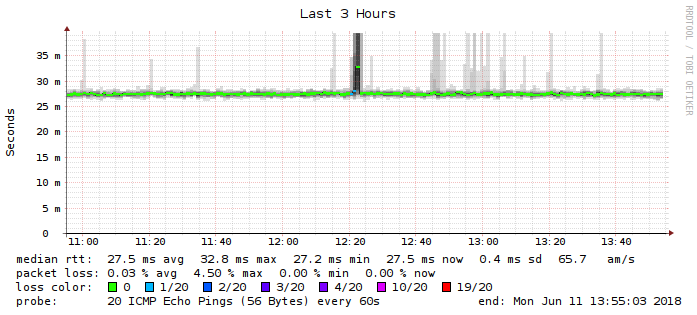 Last 3 Hours
RRDTOOL / TOBI OETIKER
Seconds
35 m
30 m
25 m
20 m
15 m
10 m
5 m
0
11:00 11:20 11:40 12:00 12:20 12:40 13:00 13:20 13:40
median rtt: 27.5 ms avg 32.8 ms max 27.2 ms min 27.5 ms now 0.4 ms sd 65.7 am/s
packet loss: 0.03 % avg 4.50 % max 0.00 % min 0.00 % now
loss color: 0 1/20 2/20 3/20 4/20 10/20 19/20
probe: 20 ICMP Echo Pings (56 Bytes) every 60s end: Mon Jun 11 13:55:03 2018